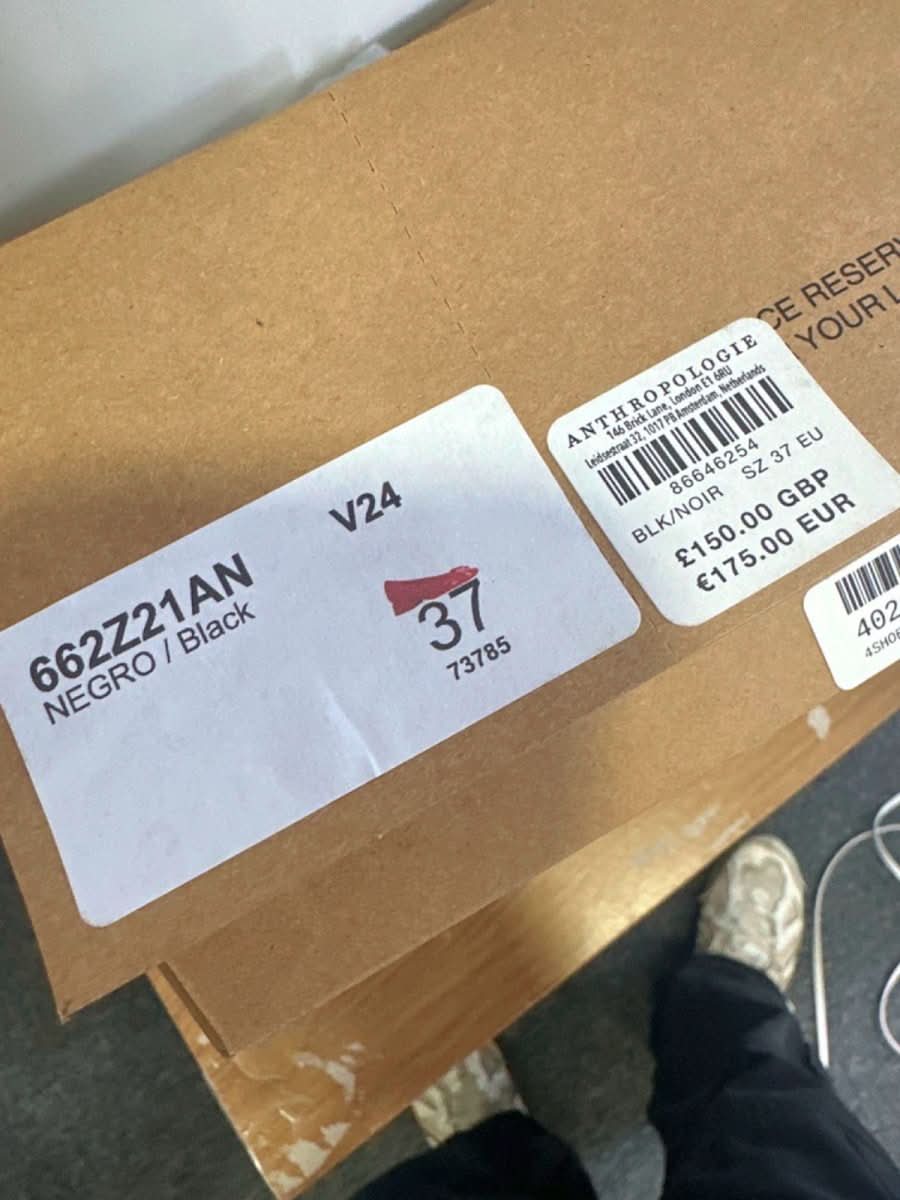 CE RESERV
YOUR L
ANTHROPOLOGIE
146 Brick Lane, London E1 6RU
Leidsestraat 32, 1017 PB Amsterdam, Netherlands
86646254
BLK/NOIR SZ 37 EU
£150.00 GBP
€175.00 EUR
V24
662Z21AN
NEGRO / Black
37
73785
402
4SHOE